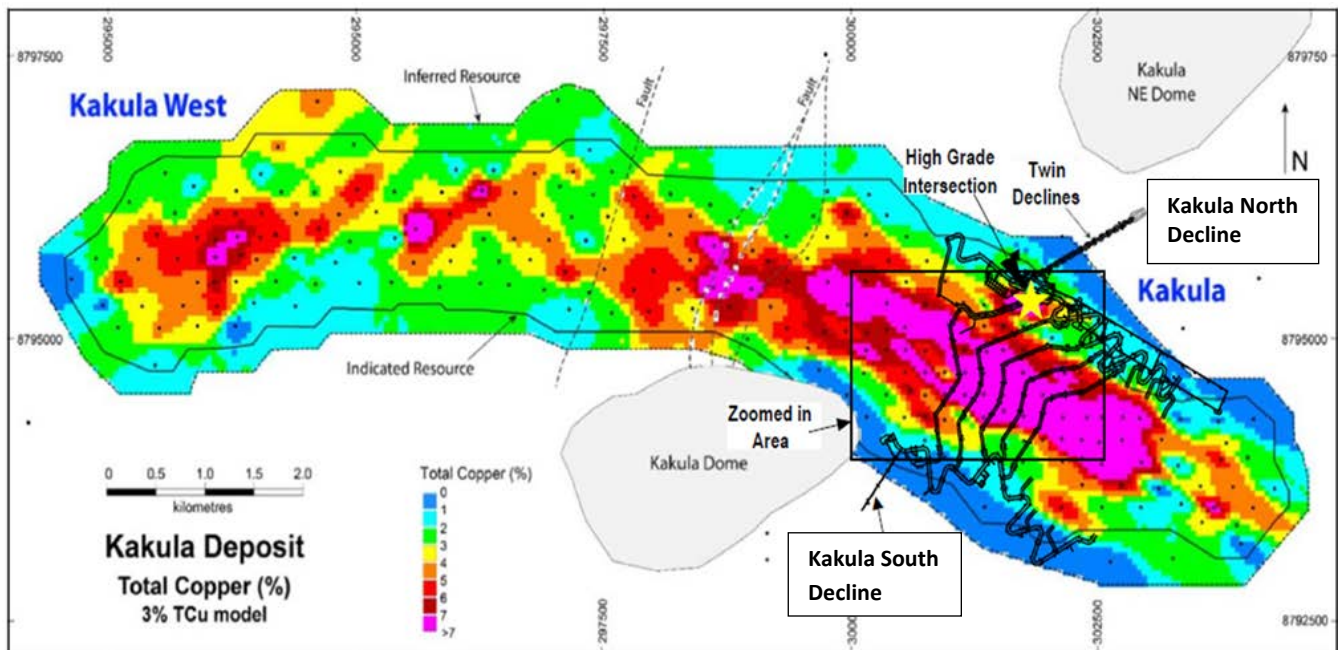 295000
295000
297500
300000
302500
8797500
879750
Inferred Resource
Fault
Fault
Kakula
NE Dome
Kakula West
N
High Grade
Intersection
Twin
Declines
Kakula North
Decline
Kakula
8795000
8795000
Indicated Resource
Zoomed in
Area
Kakula Dome
0 0.5 1.0 1.5 2.0
kilometres
Kakula Deposit
Total Copper (%)
3% TCu model
Total Copper (%)
0
1
2
3
4
5
6
7
>7
Kakula South
Decline
297500
300000
302500
8792500